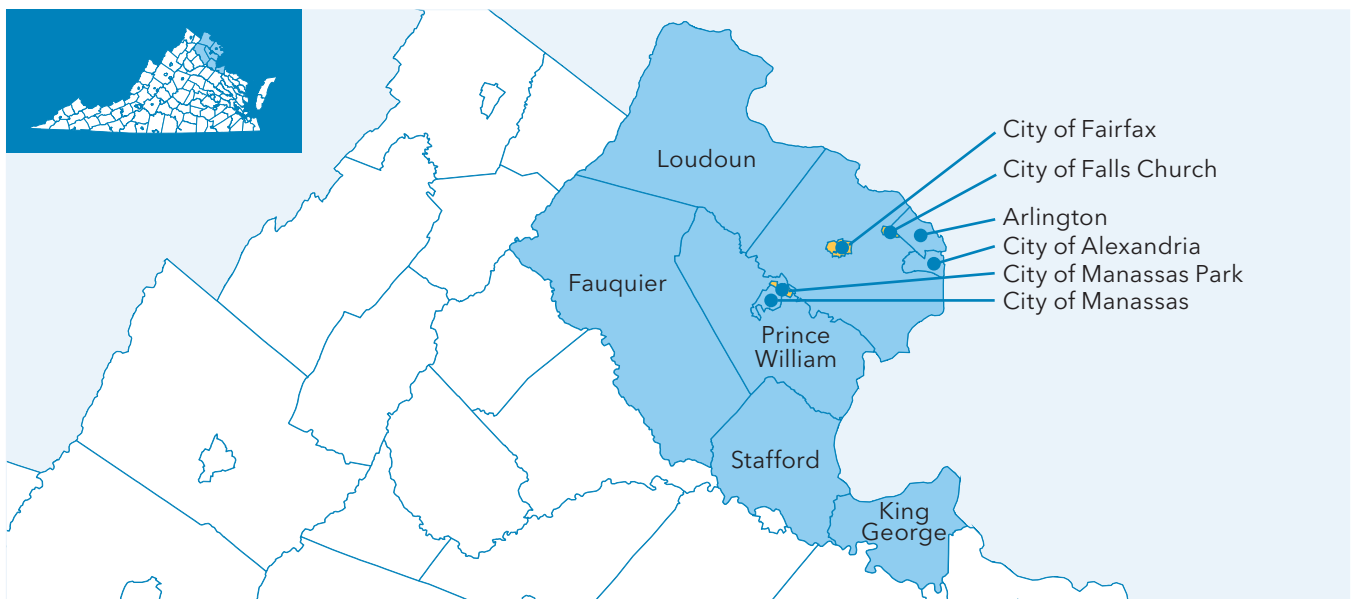 Loudoun
Fauquier
Prince
William
Stafford
King
George
City of Fairfax
City of Falls Church
Arlington
City of Alexandria
City of Manassas Park
City of Manassas